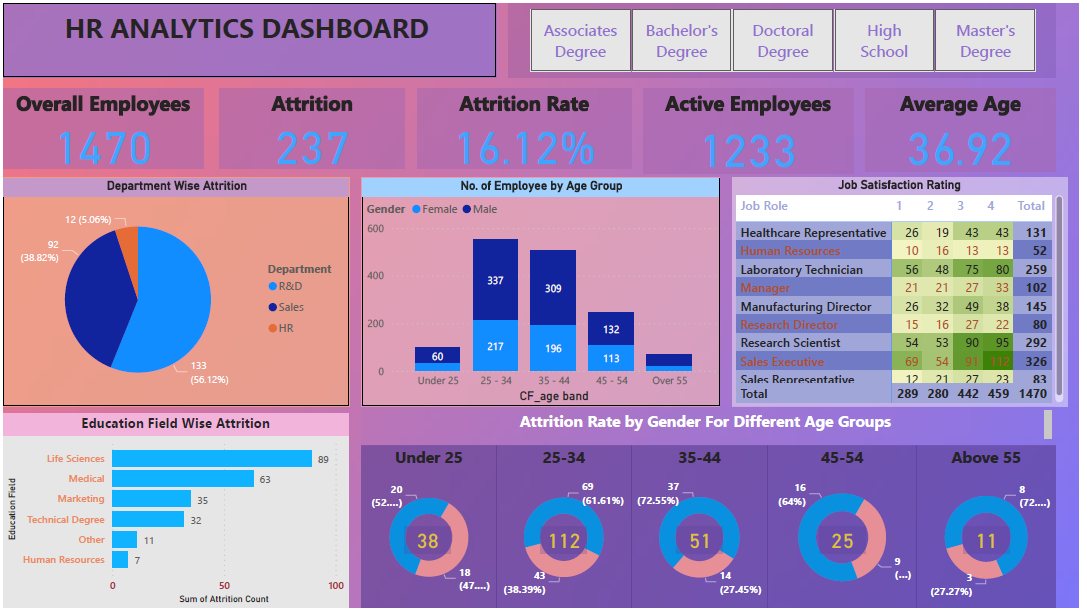 HR ANALYTICS DASHBOARD
Associates Degree
Bachelor's Degree
Doctoral Degree
High School
Master's Degree
Overall Employees
1470
Attrition
237
Attrition Rate
16.12%
Active Employees
1233
Average Age
36.92
Department Wise Attrition
12 (5.06%)
92
(38.82%)
133
(56.12%)
Department
R&D
Sales
HR
No. of Employee by Age Group
Gender Female Male
600
400
200
0
337
217
309
196
132
113
60
Under 25 25 - 34 35 - 44 45 - 54 Over 55
CF_age band
Job Satisfaction Rating
Job Role 1 2 3 4 Total
Healthcare Representative 26 19 43 43 131
Human Resources 10 16 13 13 52
Laboratory Technician 56 48 75 80 259
Manager 21 21 27 33 102
Manufacturing Director 26 32 49 38 145
Research Director 15 16 27 22 80
Research Scientist 54 53 90 95 292
Sales Executive 69 54 91 112 326
Sales Representative 12 21 27 23 83
Total 289 280 442 459 1470
Education Field Wise Attrition
Education Field
Life Sciences 89
Medical 63
Marketing 35
Technical Degree 32
Other 11
Human Resources 7
0 50 100
Sum of Attrition Count
Attrition Rate by Gender For Different Age Groups
Under 25
20
(52....)
38
18
(47....)
25-34
69
(61.61%)
112
43
(38.39%)
35-44
37
(72.55%)
51
14
(27.45%)
45-54
16
(64%)
25
9
(...)
Above 55
8
(72....)
11
3
(27.27%)